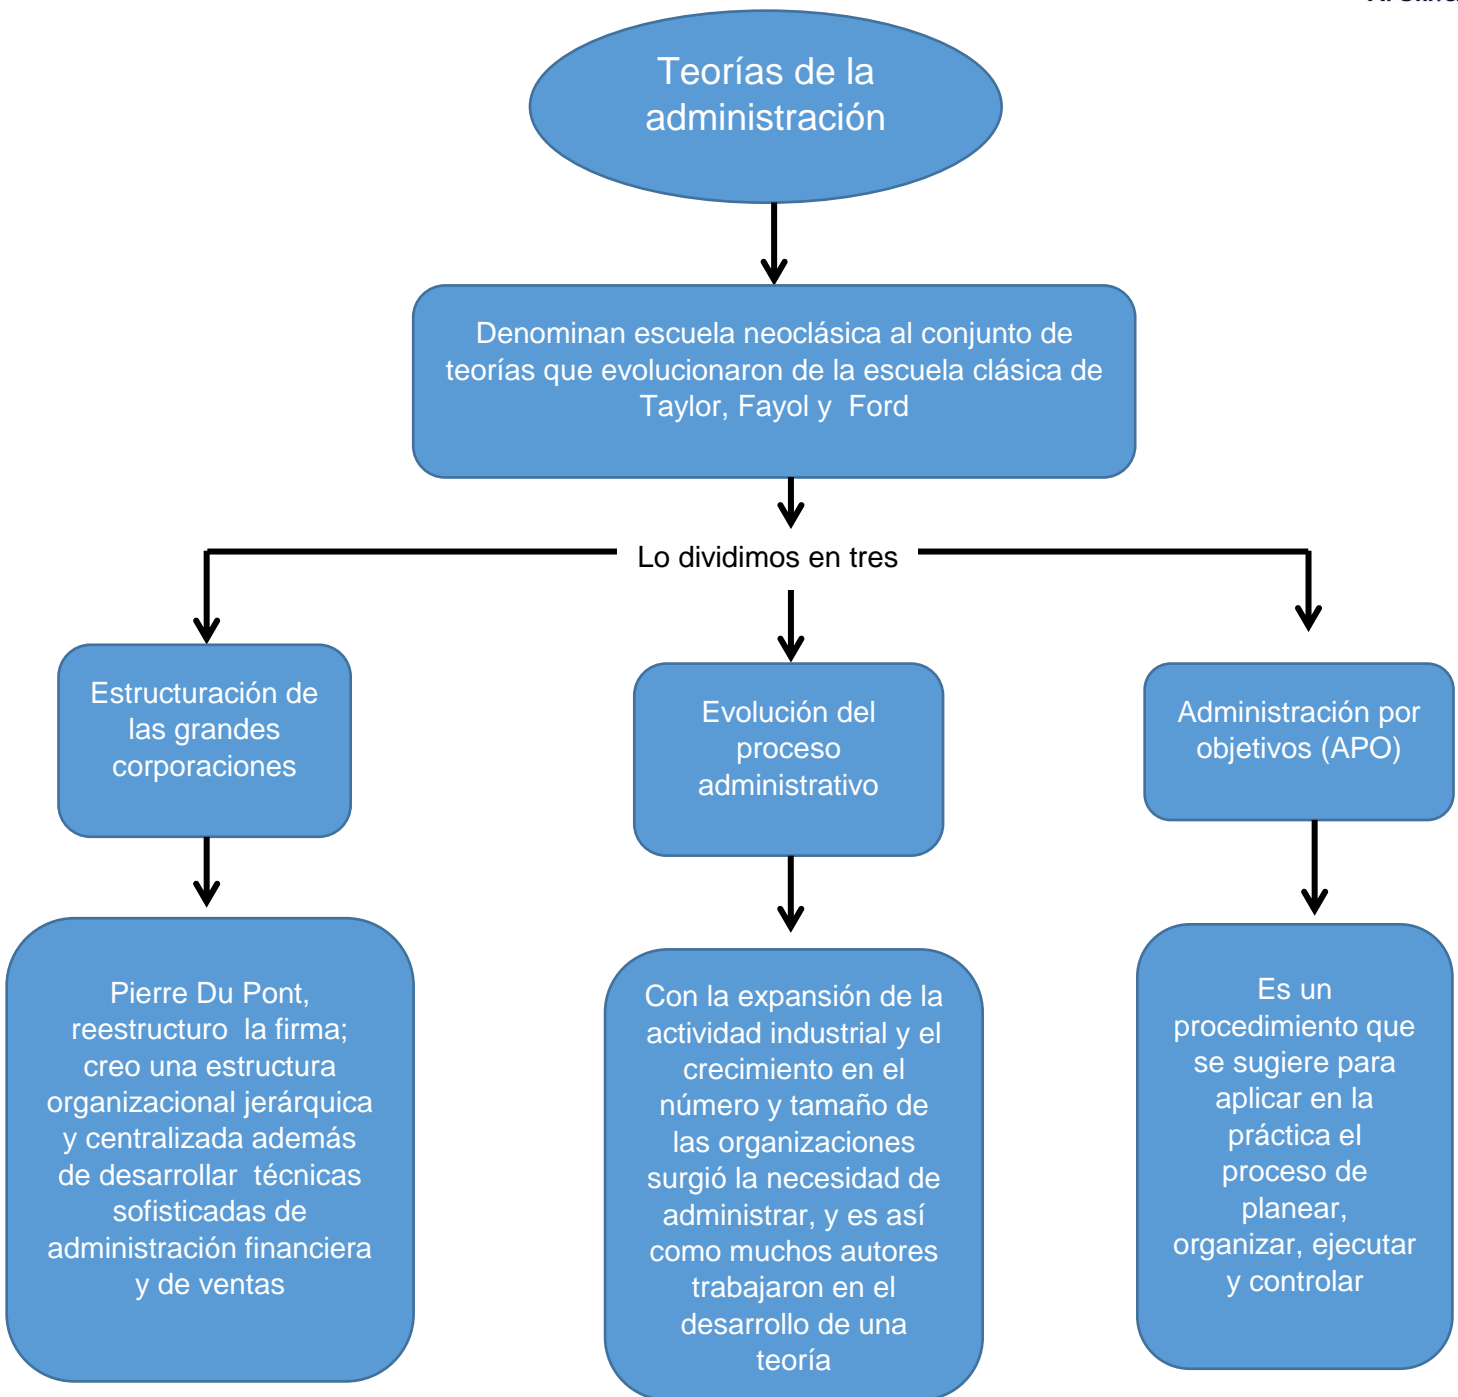 Teorías de la
administración
Denominan escuela neoclásica al conjunto de
teorías que evolucionaron de la escuela clásica de
Taylor, Fayol y  Ford
Lo dividimos en tres
Estructuración de
las grandes
corporaciones
Evolución del
proceso
administrativo
Administración por
objetivos (APO)
Pierre Du Pont,
reestructuro  la firma;
creo una estructura
organizacional jerárquica
y centralizada además
de desarrollar  técnicas
sofisticadas de
administración financiera
y de ventas
Con la expansión de la
actividad industrial y el
crecimiento en el
número y tamaño de
las organizaciones
surgió la necesidad de
administrar, y es así
como muchos autores
trabajaron en el
desarrollo de una
teoría
Es un
procedimiento que
se sugiere para
aplicar en la
práctica el
proceso de
planear,
organizar, ejecutar
y controlar